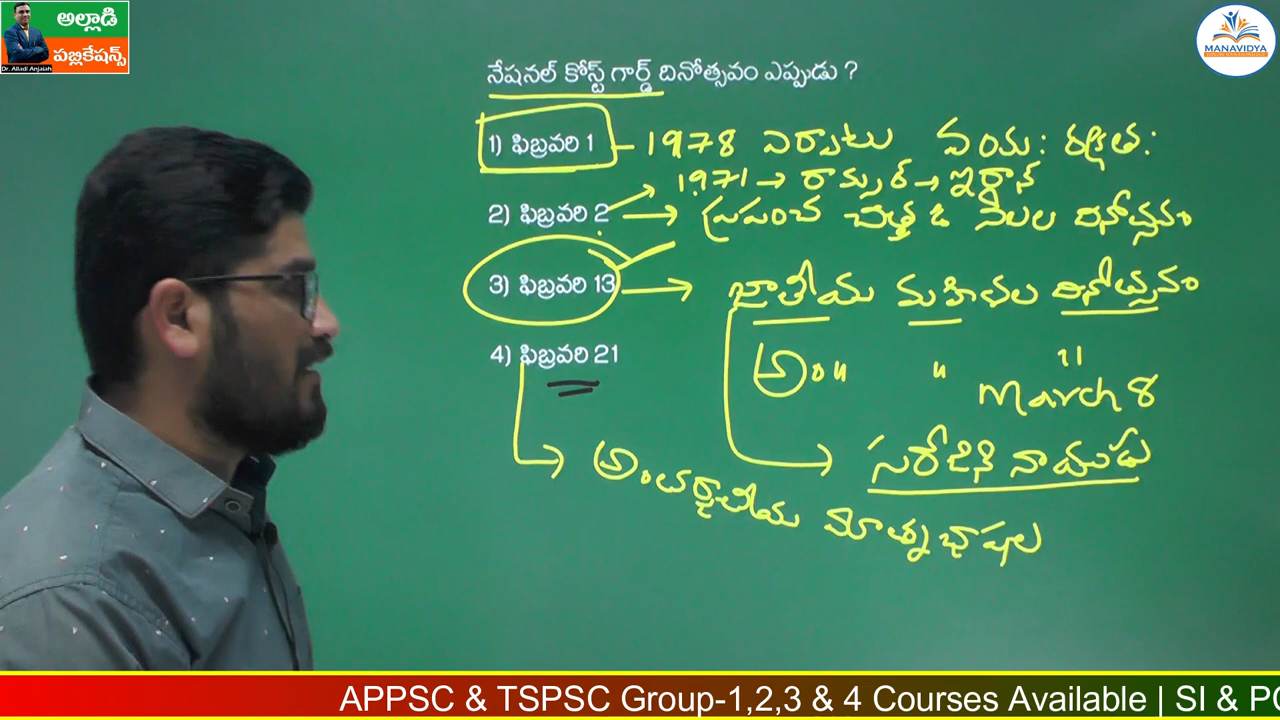 అల్లాడి
పబ్లికేషన్స్
Dr. Alladi Anjaiah
MANAVIDYA
నేషనల్ కోస్ట్ గార్డ్ దినోత్సవం ఎప్పుడు ?
1) ఫిబ్రవరి 1 - 1978 ఏర్పాటు వయమ: రక్షితా:
1971 → రామ్సర్ → ఇరాన్
2) ఫిబ్రవరి 2 → ప్రపంచ చిత్తడి నేలల దినోత్సవం
3) ఫిబ్రవరి 13 → జాతీయ మహిళల దినోత్సవం
అం" " "
March 8
4) ఫిబ్రవరి 21
సరోజిని నాయుడు
అంతర్జాతీయ మాతృభాషల
APPSC & TSPSC Group-1,2,3 & 4 Courses Available | SI & PC